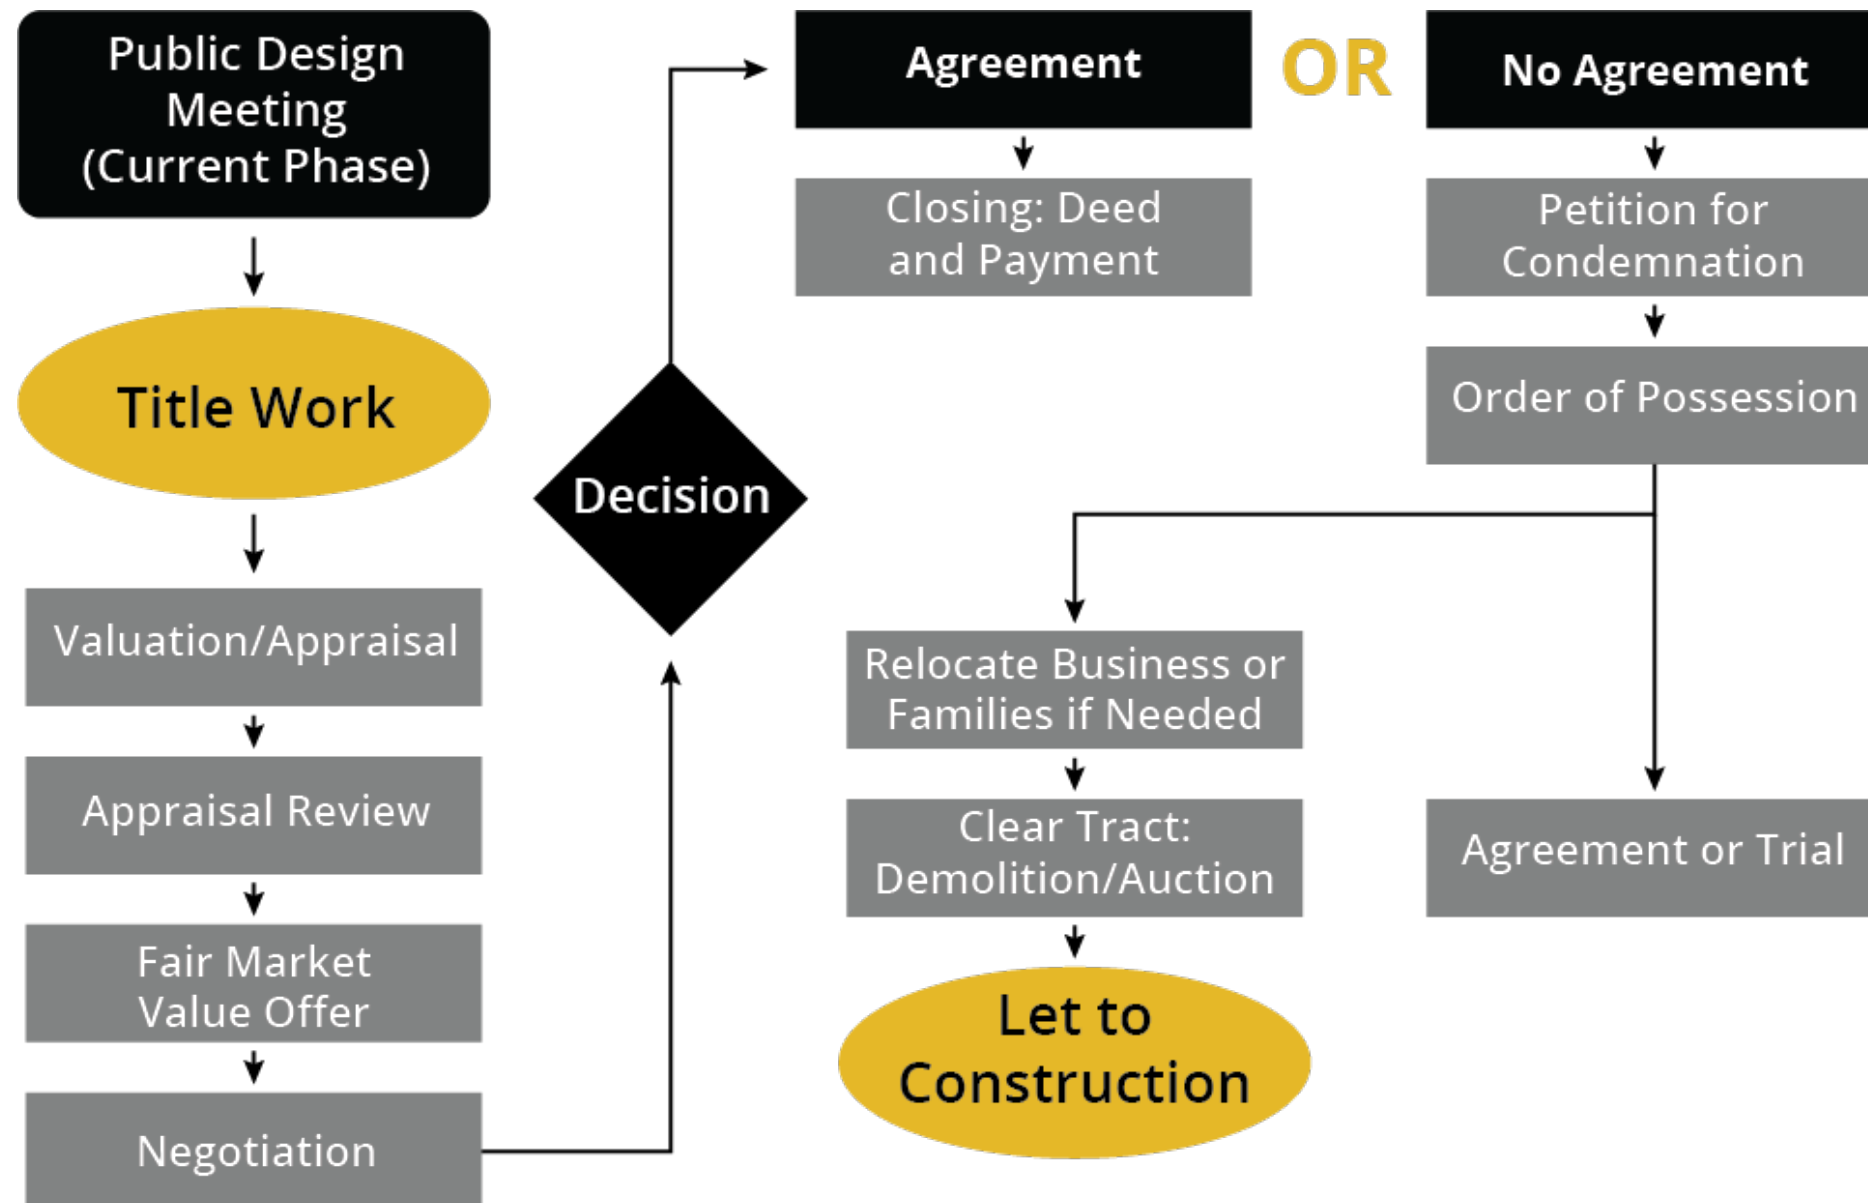 Public Design
Meeting
(Current Phase)
Title Work
Valuation/Appraisal
Appraisal Review
Fair Market
Value Offer
Negotiation
Decision
Agreement
OR
No Agreement
Closing: Deed
and Payment
Petition for
Condemnation
Order of Possession
Relocate Business or
Families if Needed
Clear Tract:
Demolition/Auction
Let to
Construction
Agreement or Trial